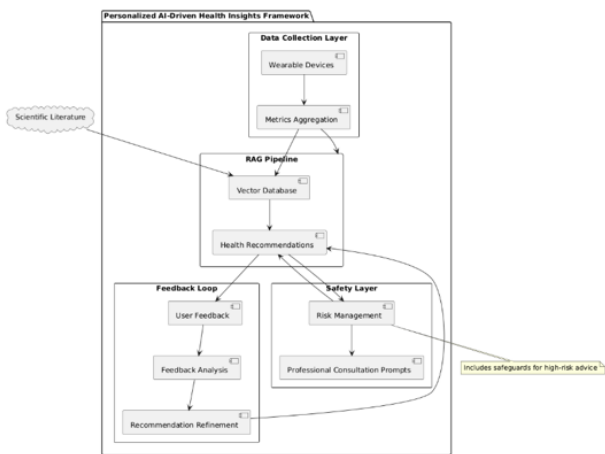 Personalized AI-Driven Health Insights Framework
Data Collection Layer
Wearable Devices
Scientific Literature
Metrics Aggregation
RAG Pipeline
Vector Database
Health Recommendations
Feedback Loop
Safety Layer
User Feedback
Risk Management
Feedback Analysis
Professional Consultation Prompts
Includes safeguards for high-risk advice
Recommendation Refinement